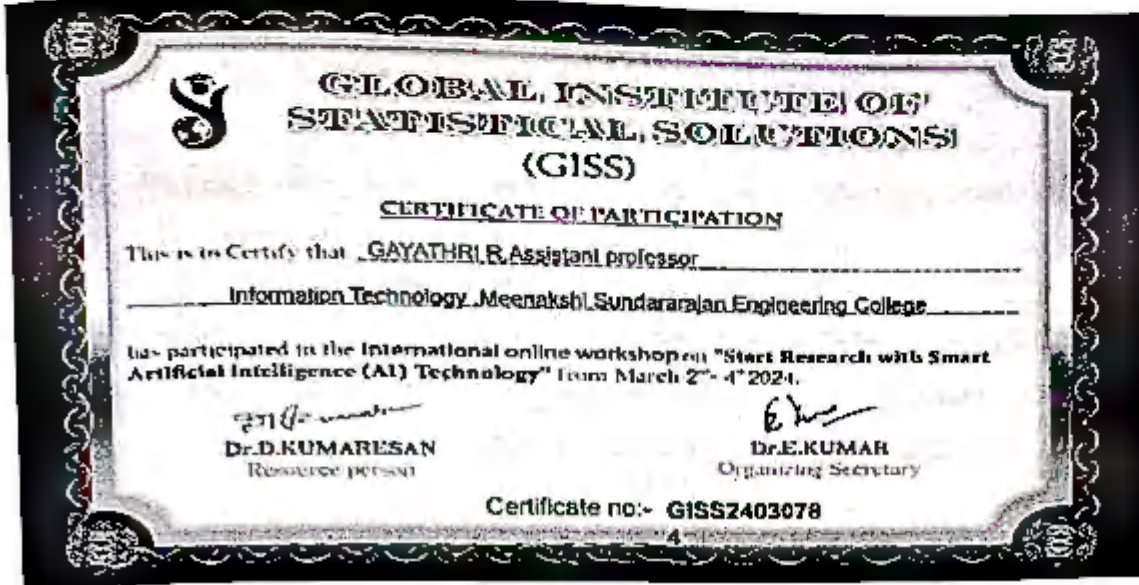 GLOBAL INSTITUTE OF
STATISTICAL SOLUTIONS
(GISS)
CERTIFICATE OF PARTICIPATION
This is to Certify that GAYATHRI R Assistant professor
Information Technology Meenakshi Sundararajan Engineering College
has participated in the International online workshop on "Start Research with Smart
Artificial Intelligence (AI) Technology" from March 2nd- 4th 2024.
Dr.D.KUMARESAN
Resource person
Dr.E.KUMAR
Organizing Secretary
Certificate no:- GISS2403078
4